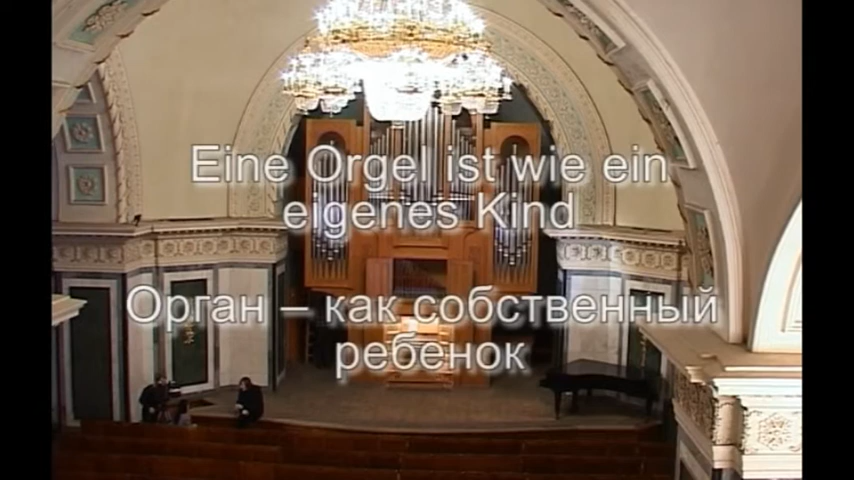 Eine Orgel ist wie ein
eigenes Kind
Орган – как собственный
ребенок